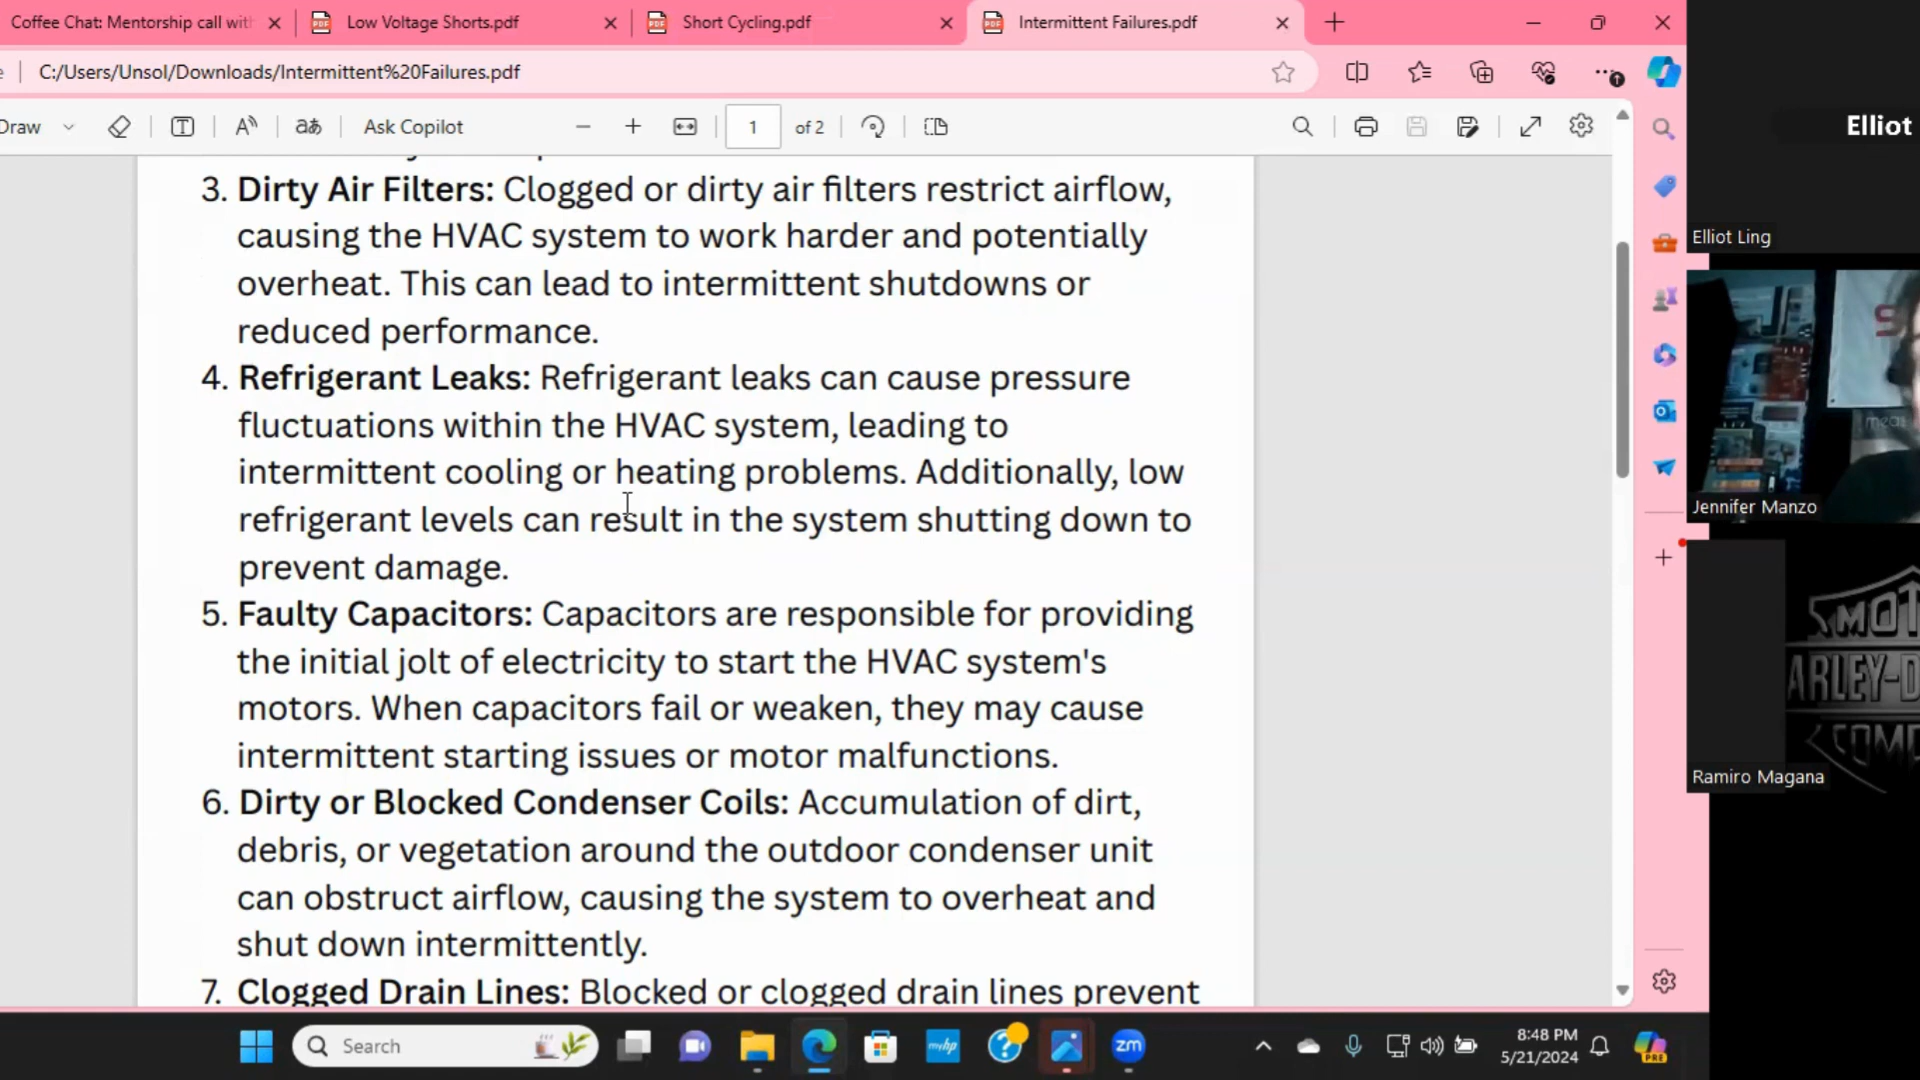 Coffee Chat: Mentorship call wit
Low Voltage Shorts.pdf
Short Cycling.pdf
Intermittent Failures.pdf
C:/Users/Unsol/Downloads/Intermittent%20Failures.pdf
Draw
Ask Copilot
1
of 2
3. Dirty Air Filters: Clogged or dirty air filters restrict airflow,
causing the HVAC system to work harder and potentially
overheat. This can lead to intermittent shutdowns or
reduced performance.
4. Refrigerant Leaks: Refrigerant leaks can cause pressure
fluctuations within the HVAC system, leading to
intermittent cooling or heating problems. Additionally, low
refrigerant levels can result in the system shutting down to
prevent damage.
5. Faulty Capacitors: Capacitors are responsible for providing
the initial jolt of electricity to start the HVAC system's
motors. When capacitors fail or weaken, they may cause
intermittent starting issues or motor malfunctions.
6. Dirty or Blocked Condenser Coils: Accumulation of dirt,
debris, or vegetation around the outdoor condenser unit
can obstruct airflow, causing the system to overheat and
shut down intermittently.
7. Clogged Drain Lines: Blocked or clogged drain lines prevent
Elliot
Elliot Ling
meas
Jennifer Manzo
MOT
ARLEY-D
COM
Ramiro Magana
Search
myhp
zm
8:48 PM
5/21/2024
PRE